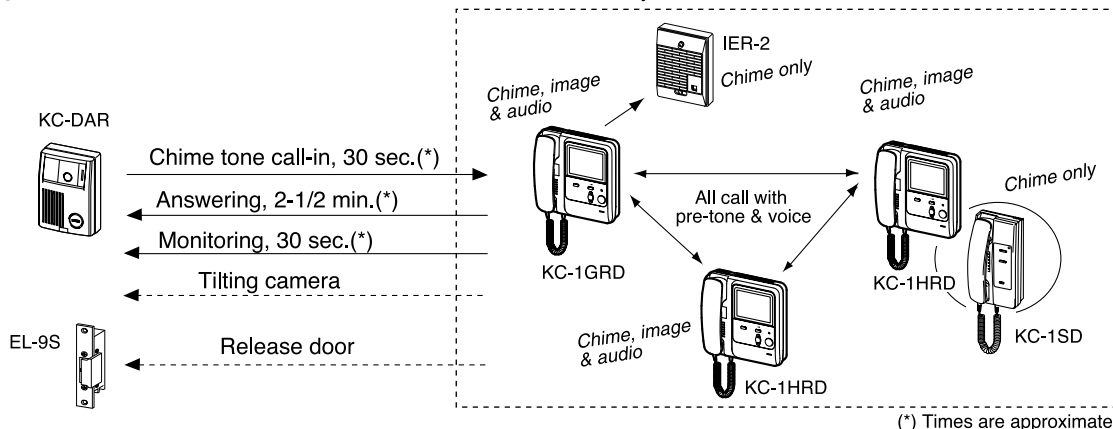 IER-2
Chime only
Chime, image
& audio
KC-DAR
Chime tone call-in, 30 sec.(*)
Answering, 2-1/2 min.(*)
Monitoring, 30 sec.(*)
Tilting camera
EL-9S
Release door
KC-1GRD
All call with
pre-tone & voice
Chime, image
& audio
Chime only
KC-1HRD
KC-1SD
Chime, image
& audio
KC-1HRD
(*) Times are approximate